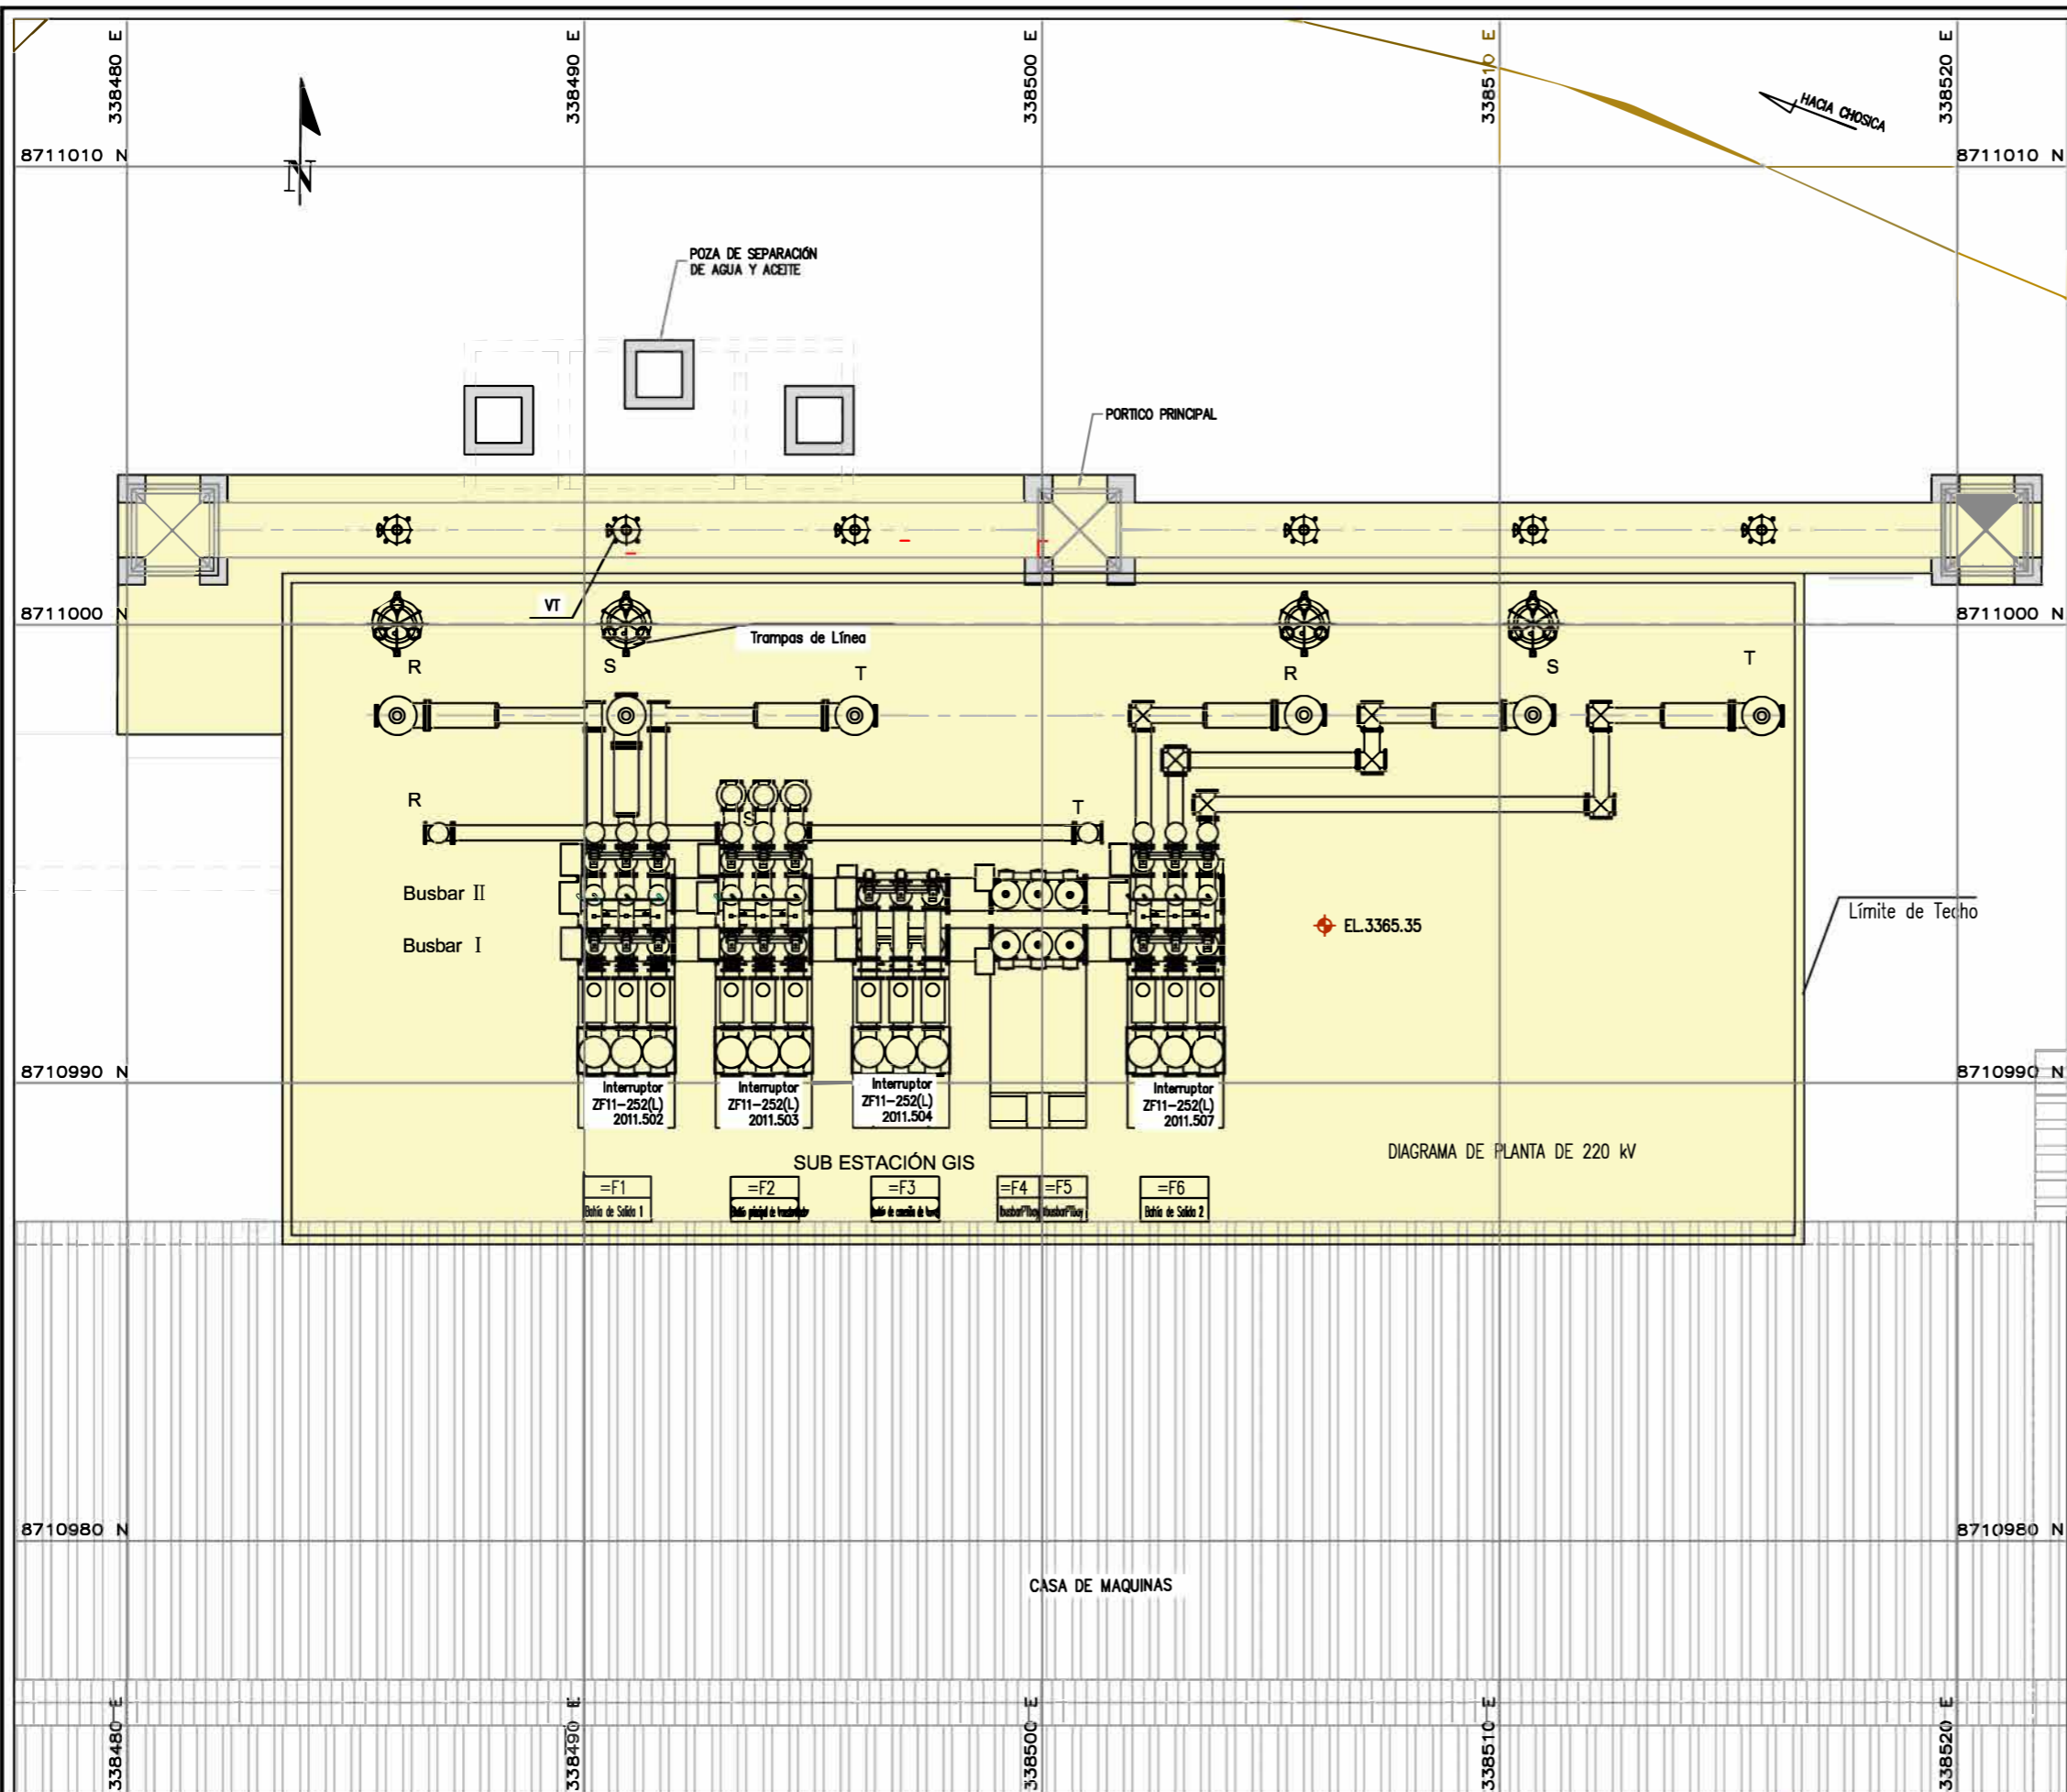 338480 E
338490 E
338500 E
338510 E
338520 E
HACIA CHOSICA
8711010 N
8711010 N
N
POZA DE SEPARACIÓN
DE AGUA Y ACEITE
PORTICO PRINCIPAL
VT
8711000 N
8711000 N
Trampas de Línea
R
S
T
R
S
T
R
S
T
Busbar II
Busbar I
EL.3365.35
Límite de Techo
8710990 N
8710990 N
Interruptor
ZF11-252(L)
2011.502
Interruptor
ZF11-252(L)
2011.503
Interruptor
ZF11-252(L)
2011.504
Interruptor
ZF11-252(L)
2011.507
DIAGRAMA DE PLANTA DE 220 kV
SUB ESTACIÓN GIS
=F1
Bahía de Salida 1
=F2
=F3
=F4
=F5
=F6
Bahía de Salida 2
8710980 N
8710980 N
CASA DE MAQUINAS
338480 E
338490 E
338500 E
338510 E
338520 E